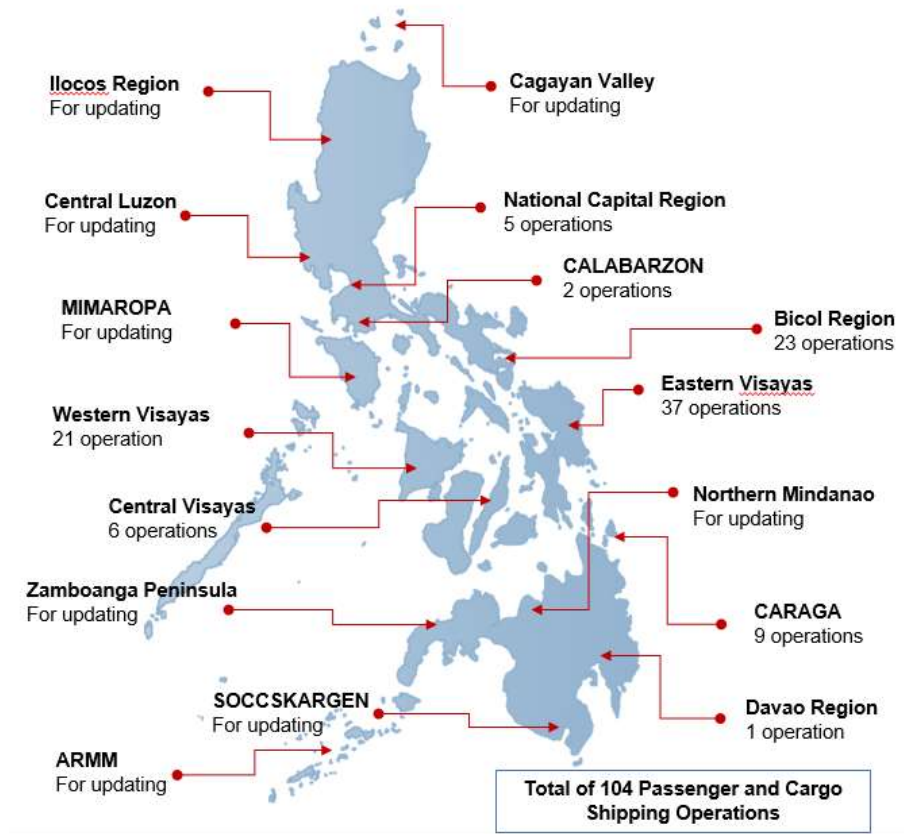 Ilocos Region
For updating
Cagayan Valley
For updating
Central Luzon
For updating
National Capital Region
5 operations
CALABARZON
2 operations
MIMAROPA
For updating
Bicol Region
23 operations
Eastern Visayas
37 operations
Western Visayas
21 operation
Northern Mindanao
For updating
Central Visayas
6 operations
Zamboanga Peninsula
For updating
CARAGA
9 operations
SOCCSKARGEN
For updating
Davao Region
1 operation
ARMM
For updating
Total of 104 Passenger and Cargo
Shipping Operations